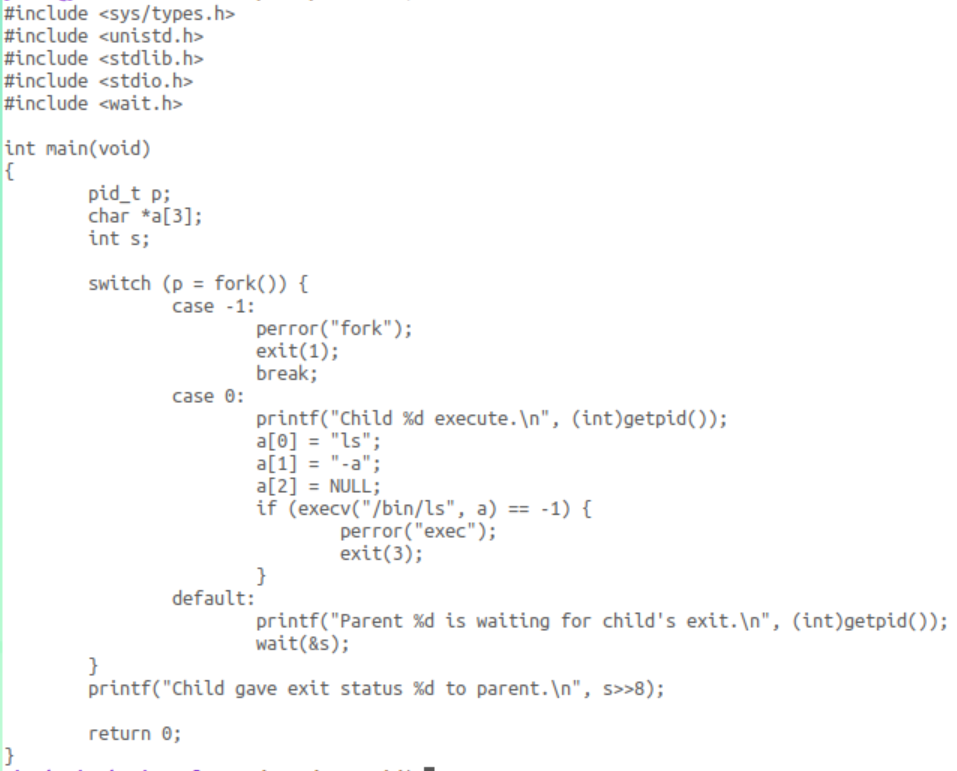 #include <sys/types.h>
#include <unistd.h>
#include <stdlib.h>
#include <stdio.h>
#include <wait.h>
int main(void)
{
        pid_t p;
        char *a[3];
        int s;
        switch (p = fork()) {
                case -1:
                        perror("fork");
                        exit(1);
                        break;
                case 0:
                        printf("Child %d execute.\n", (int)getpid());
                        a[0] = "ls";
                        a[1] = "-a";
                        a[2] = NULL;
                        if (execv("/bin/ls", a) == -1) {
                                perror("exec");
                                exit(3);
                        }
                default:
                        printf("Parent %d is waiting for child's exit.\n", (int)getpid());
                        wait(&s);
        }
        printf("Child gave exit status %d to parent.\n", s>>8);
        return 0;
}